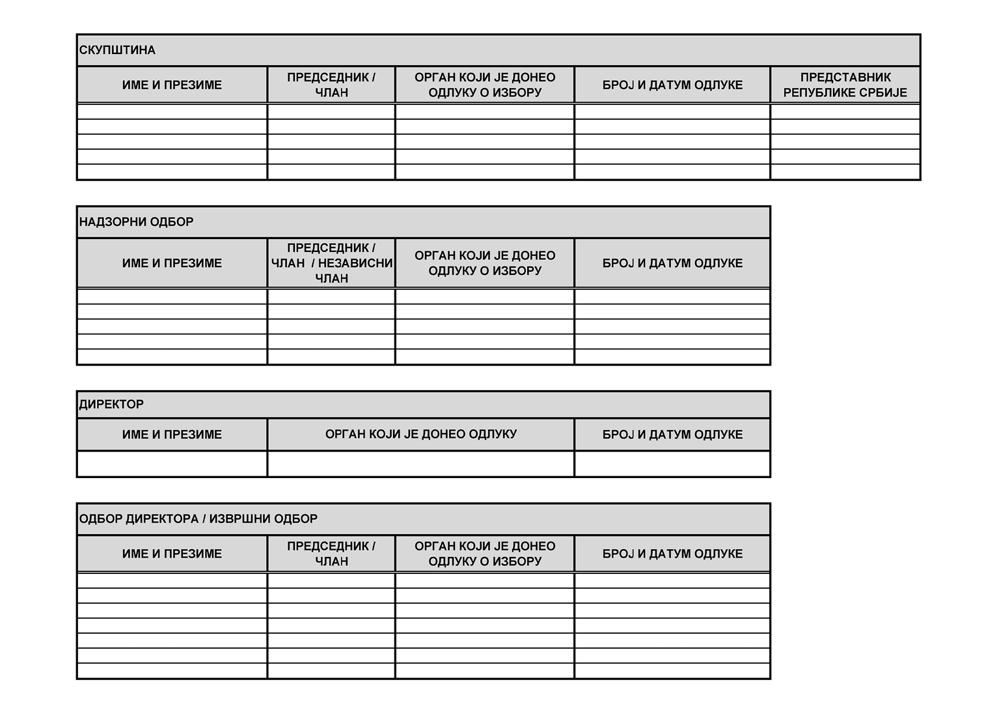 СКУПШТИНА
ИМЕ И ПРЕЗИМЕ
ПРЕДСЕДНИК /
ЧЛАН
ОРГАН КОЈИ ЈЕ ДОНЕО
ОДЛУКУ О ИЗБОРУ
БРОЈ И ДАТУМ ОДЛУКЕ
ПРЕДСТАВНИК
РЕПУБЛИКЕ СРБИЈЕ
НАДЗОРНИ ОДБОР
ИМЕ И ПРЕЗИМЕ
ПРЕДСЕДНИК /
ЧЛАН / НЕЗАВИСНИ
ЧЛАН
ОРГАН КОЈИ ЈЕ ДОНЕО
ОДЛУКУ О ИЗБОРУ
БРОЈ И ДАТУМ ОДЛУКЕ
ДИРЕКТОР
ИМЕ И ПРЕЗИМЕ
ОРГАН КОЈИ ЈЕ ДОНЕО ОДЛУКУ
БРОЈ И ДАТУМ ОДЛУКЕ
ОДБОР ДИРЕКТОРА / ИЗВРШНИ ОДБОР
ИМЕ И ПРЕЗИМЕ
ПРЕДСЕДНИК /
ЧЛАН
ОРГАН КОЈИ ЈЕ ДОНЕО
ОДЛУКУ О ИЗБОРУ
БРОЈ И ДАТУМ ОДЛУКЕ